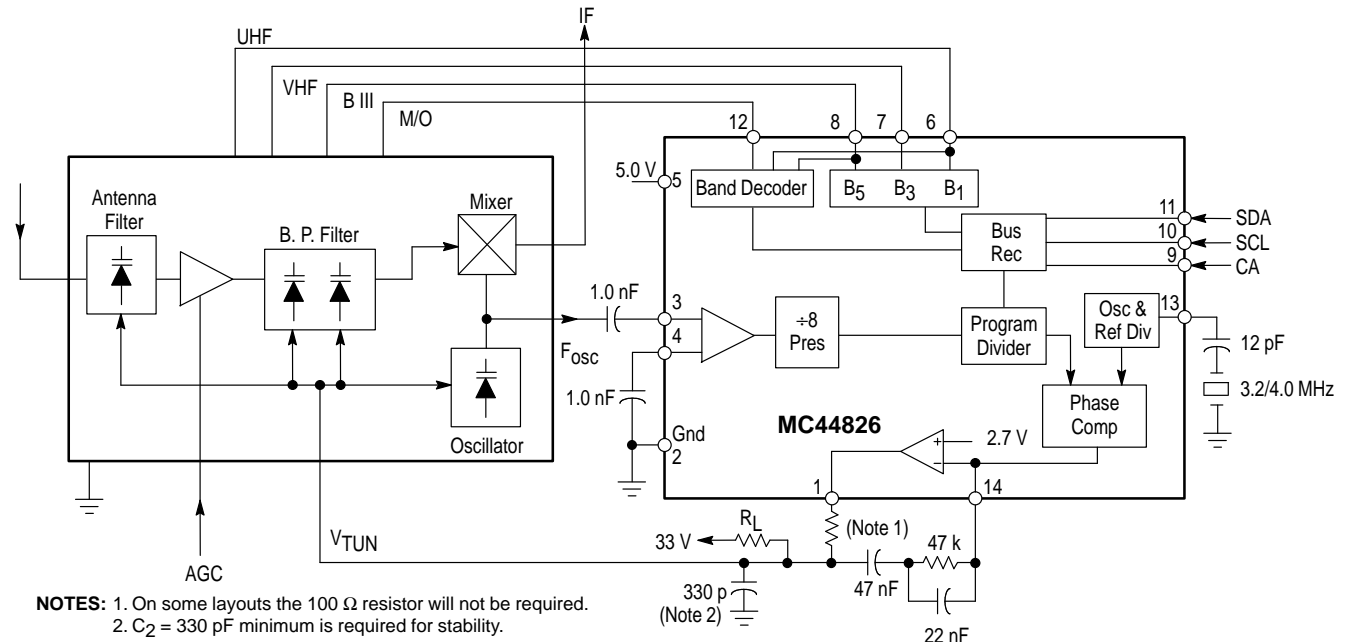 IF
UHF
VHF
B III
M/O
12
8
7
6
5.0 V
5
Band Decoder
B5
B3
B1
Antenna
Filter
B. P. Filter
Mixer
Bus
Rec
11
SDA
10
SCL
9
CA
1.0 nF
3
4
÷8
Pres
Program
Divider
Osc &
Ref Div
13
12 pF
3.2/4.0 MHz
Fosc
1.0 nF
Phase
Comp
MC44826
Gnd
2
2.7 V
+
–
Oscillator
1
14
VTUN
RL
33 V
(Note 1)
47 k
47 nF
330 p
(Note 2)
22 nF
AGC
NOTES: 1. On some layouts the 100 Ω resistor will not be required.
2. C2 = 330 pF minimum is required for stability.